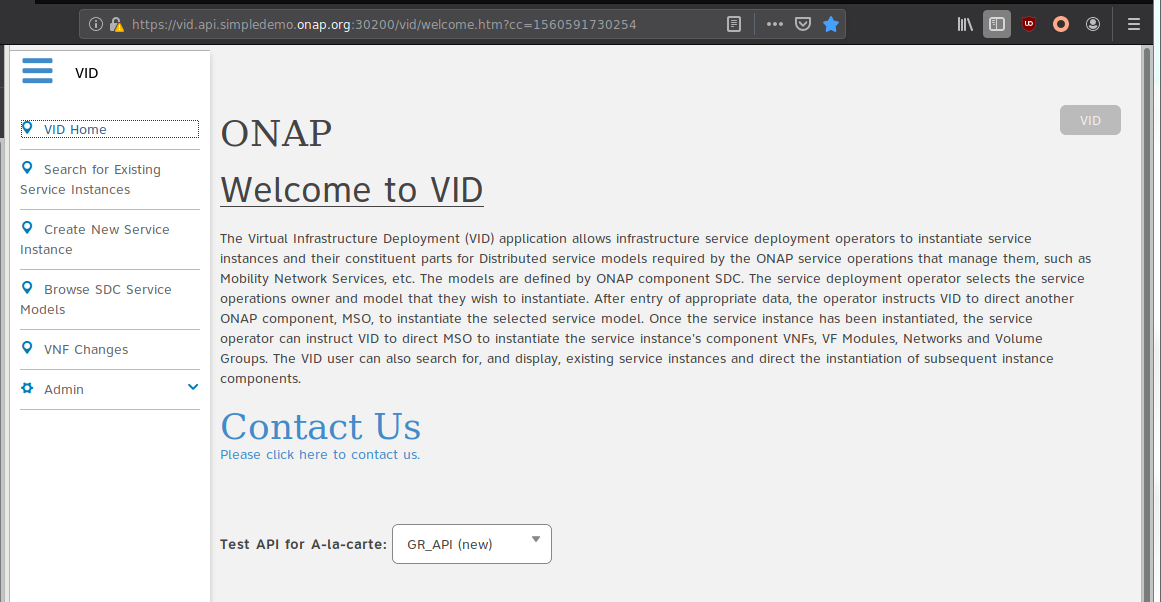 https://vid.api.simpledemo.onap.org:30200/vid/welcome.htm?cc=1560591730254
UD
VID
VID Home
Search for Existing
Service Instances
Create New Service
Instance
Browse SDC Service
Models
VNF Changes
Admin
VID
ONAP
Welcome to VID
The Virtual Infrastructure Deployment (VID) application allows infrastructure service deployment operators to instantiate service
instances and their constituent parts for Distributed service models required by the ONAP service operations that manage them, such as
Mobility Network Services, etc. The models are defined by ONAP component SDC. The service deployment operator selects the service
operations owner and model that they wish to instantiate. After entry of appropriate data, the operator instructs VID to direct another
ONAP component, MSO, to instantiate the selected service model. Once the service instance has been instantiated, the service
operator can instruct VID to direct MSO to instantiate the service instance's component VNFs, VF Modules, Networks and Volume
Groups. The VID user can also search for, and display, existing service instances and direct the instantiation of subsequent instance
components.
Contact Us
Please click here to contact us.
Test API for A-la-carte: GR_API (new)